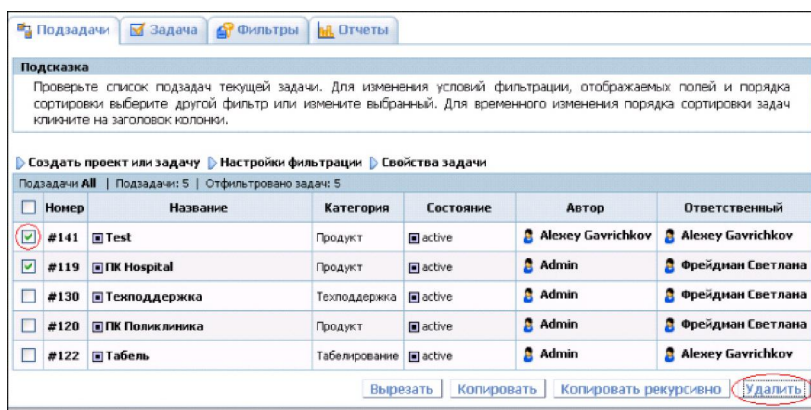 Подзадачи Задача Фильтры Отчеты
Подсказка
Проверьте список подзадач текущей задачи. Для изменения условий фильтрации, отображаемых полей и порядка
сортировки выберите другой фильтр или измените выбранный. Для временного изменения порядка сортировки задач
кликните на заголовок колонки.
Создать проект или задачу Настройки фильтрации Свойства задачи
Подзадачи All | Подзадачи: 5 | Отфильтровано задач: 5
Номер Название Категория Состояние Автор Ответственный
#141 Test Продукт active Alexey Gavrichkov Alexey Gavrichkov
#119 ПК Hospital Продукт active Admin Фрейдман Светлана
#130 Техподдержка Техподдержка active Admin Фрейдман Светлана
#120 ПК Поликлиника Продукт active Admin Фрейдман Светлана
#122 Табель Табелирование active Admin Alexey Gavrichkov
Вырезать Копировать Копировать рекурсивно Удалить